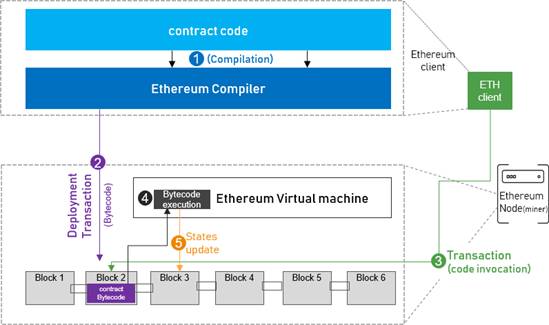 contract code
1 (Compilation)
Ethereum Compiler
Ethereum
client
ETH
client
2
Deployment
Transaction
(Bytecode)
4
Bytecode
execution
Ethereum Virtual machine
Ethereum
Node(miner)
5
States
update
3
Transaction
(code invocation)
Block 1
Block 2
Block 3
Block 4
Block 5
Block 6
contract
Bytecode